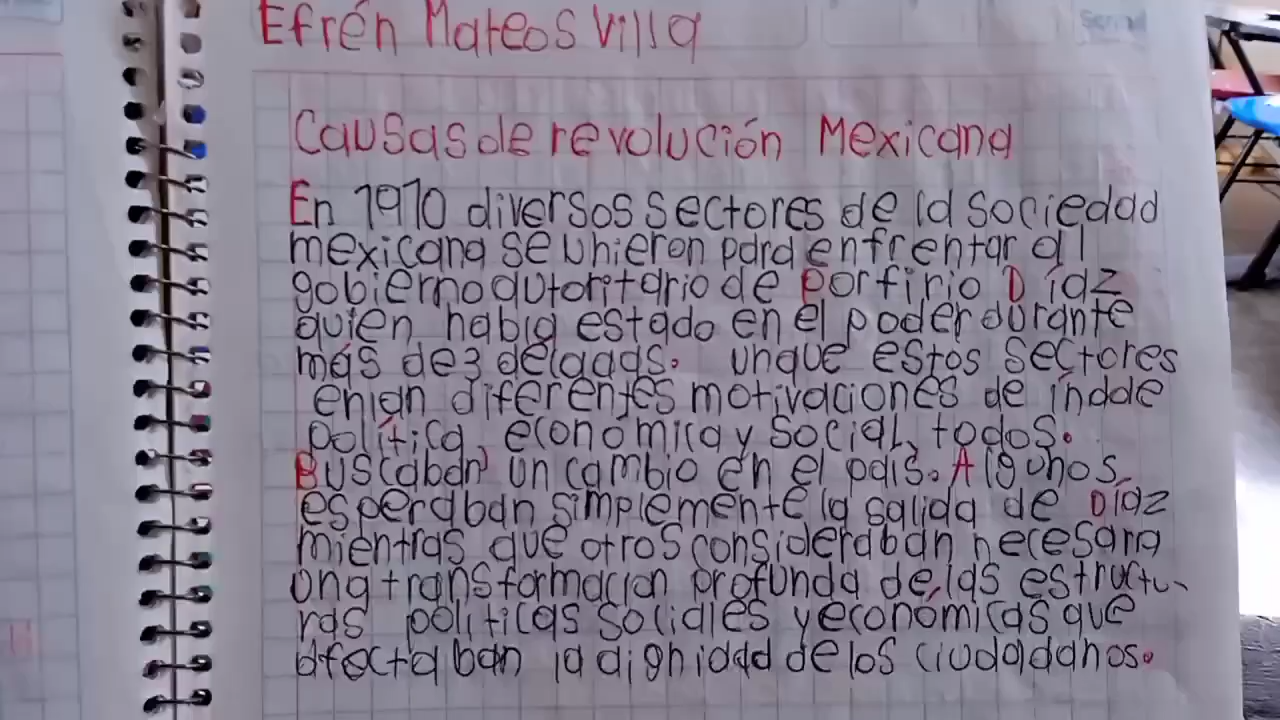 Efrén Mateos Villa
Causas de revolución Mexicana
En 1910 diversos sectores de la sociedad
mexicana se unieron para enfrentar al
gobierno autoritario de Porfirio Díaz
quien habia estado en el poder durante
más de 3 délaads. unque estos sectores
enian diferentes motivaciones de índole
política, económica y social, todos.
Buscaban un cambio en el país. Algunos
esperaban simplemente la salida de Díaz
mientras que otros consideraban necesara
una transformacion profunda de las estructu-
ras políticas sociales y económicas que
afectaban la dignidad de los ciudadanos.